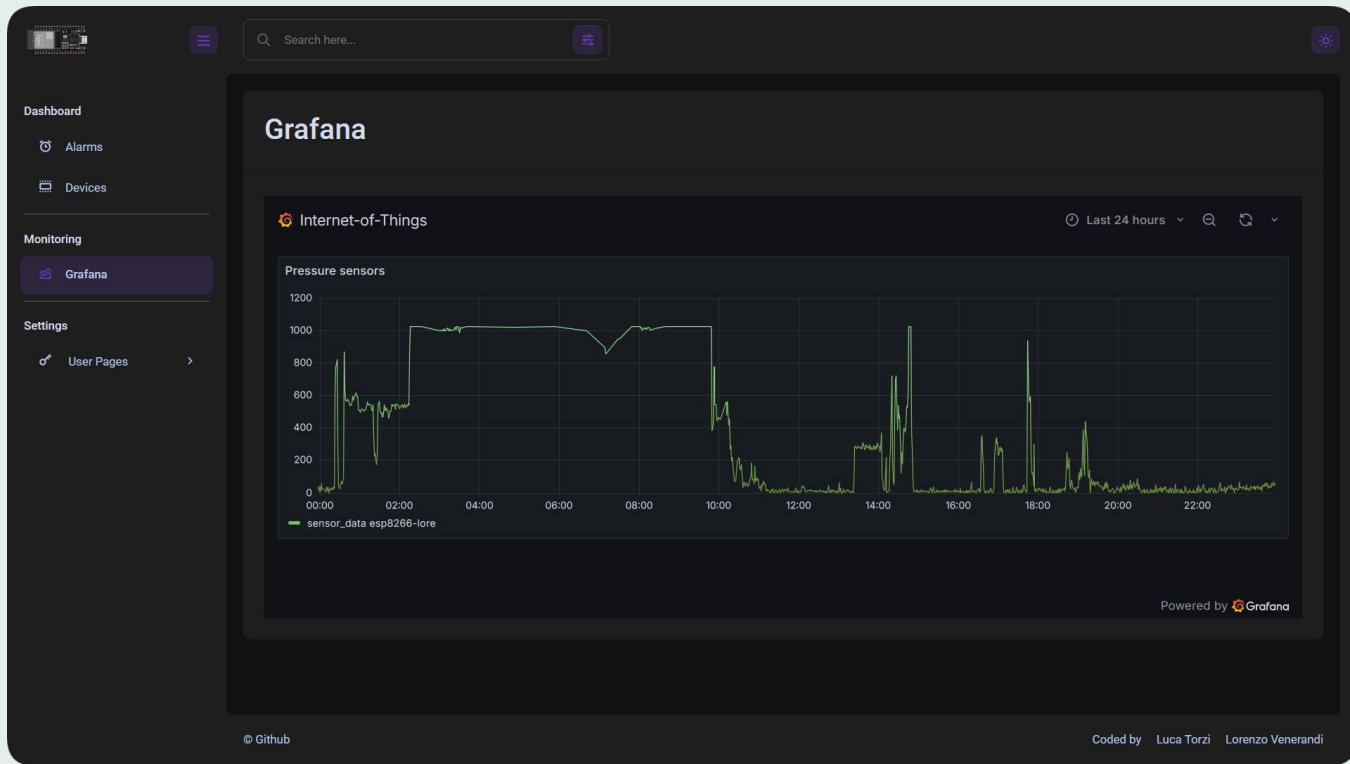 Search here...
Dashboard
Alarms
Devices
Monitoring
Grafana
Settings
User Pages
Grafana
Internet-of-Things
Last 24 hours
Pressure sensors
1200
1000
800
600
400
200
0
00:00 02:00 04:00 06:00 08:00 10:00 12:00 14:00 16:00 18:00 20:00 22:00
sensor_data esp8266-lore
Powered by Grafana
© Github
Coded by Luca Torzi Lorenzo Venerandi